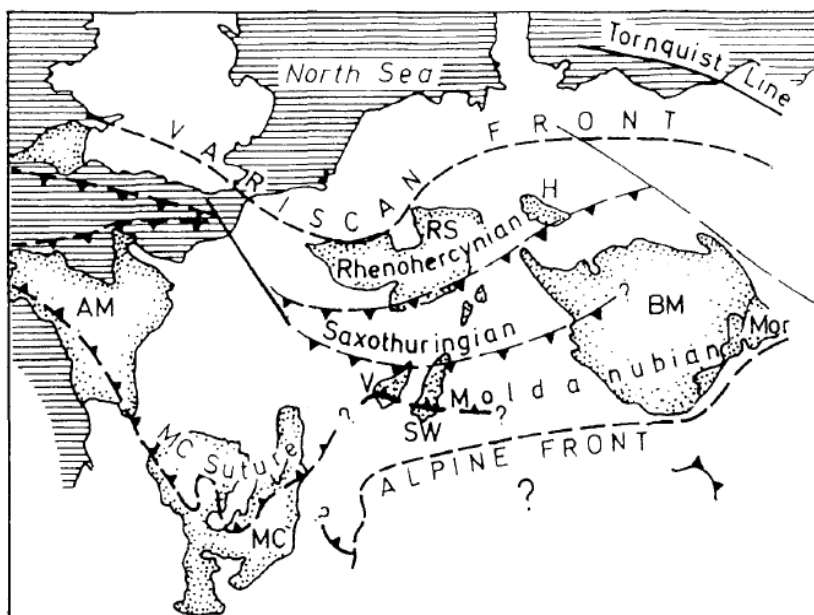 Tornquist Line
North Sea
VARISCAN FRONT
H
RS
Rhenohercynian
AM
BM
?
Saxothuringian
Mor
V
Moldanubian
?
?
SW
MC Suture
ALPINE FRONT
?
?
MC